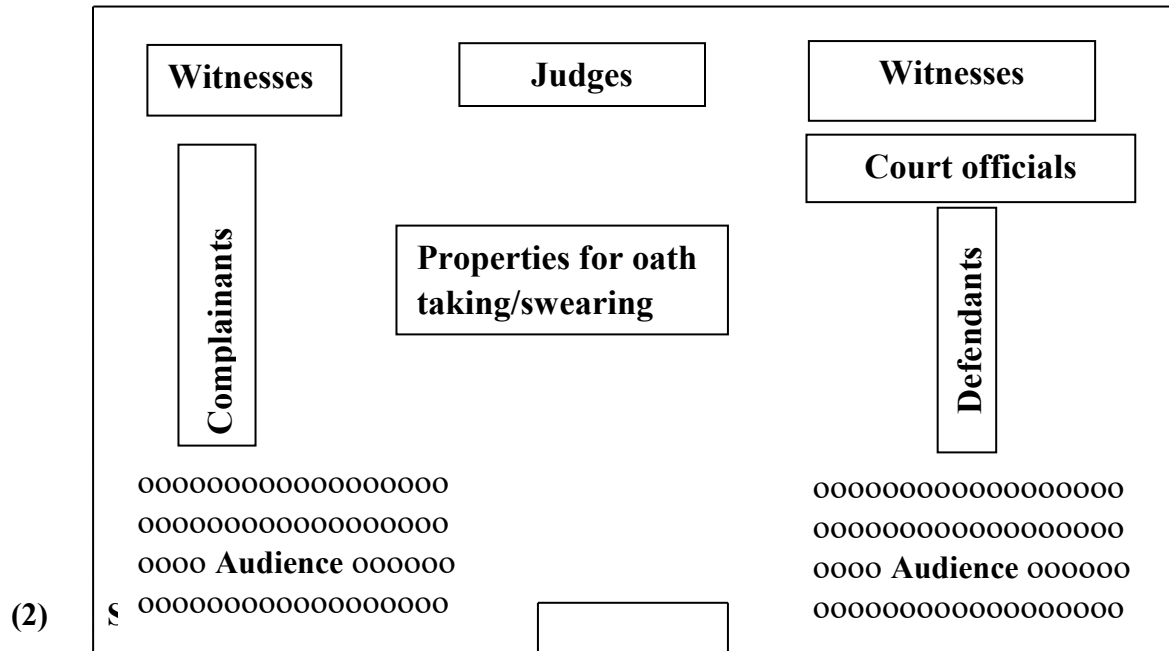 Witnesses
Judges
Witnesses
Court officials
Complainants
Properties for oath
taking/swearing
Defendants
oooooooooooooooooo
oooooooooooooooooo
oooo Audience oooooo
oooooooooooooooooo
oooooooooooooooooo
oooooooooooooooooo
oooo Audience oooooo
oooooooooooooooooo
(2)